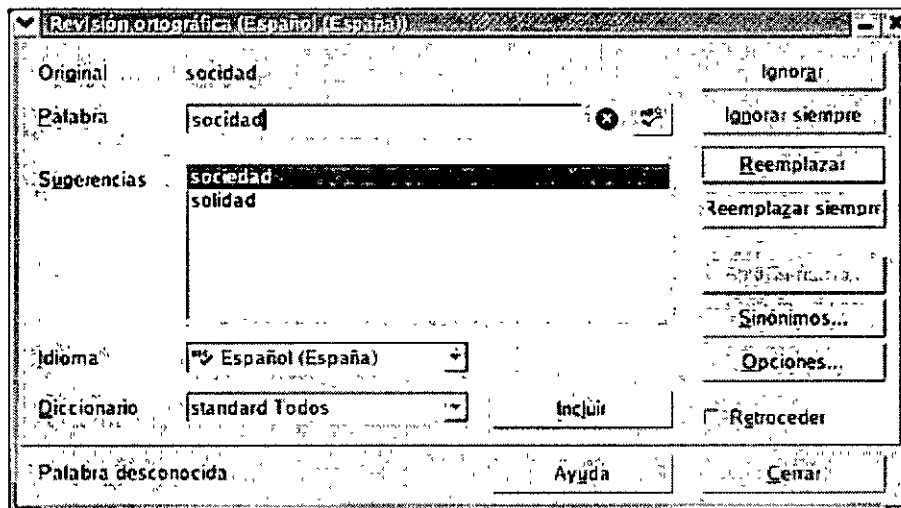 Revisión ortográfica (Español (España))
Original socidad Ignorar
Palabra socidad Ignorar siempre
Sugerencias sociedad Reemplazar
solidad Reemplazar siempre
Sinónimos...
Idioma Español (España) Opciones...
Diccionario standard Todos Incluir Retroceder
Palabra desconocida Ayuda Cerrar